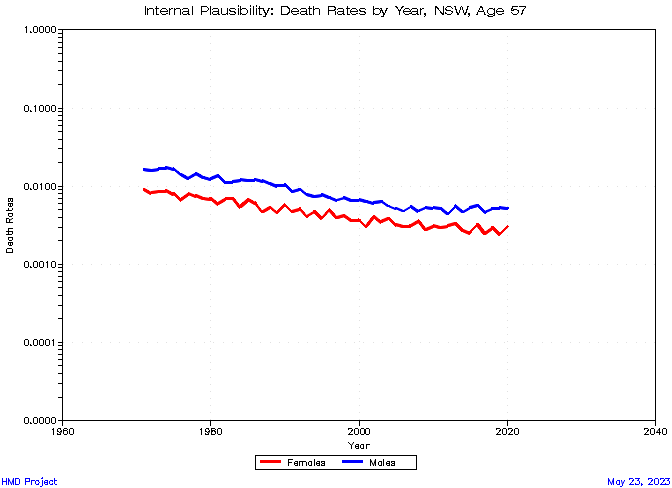 Internal Plausibility: Death Rates by Year, NSW, Age 57
1.0000
0.1000
0.0100
0.0010
0.0001
0.0000
Death Rates
1960
1980
2000
2020
2040
Year
Females
Males
HMD Project
May 23, 2023